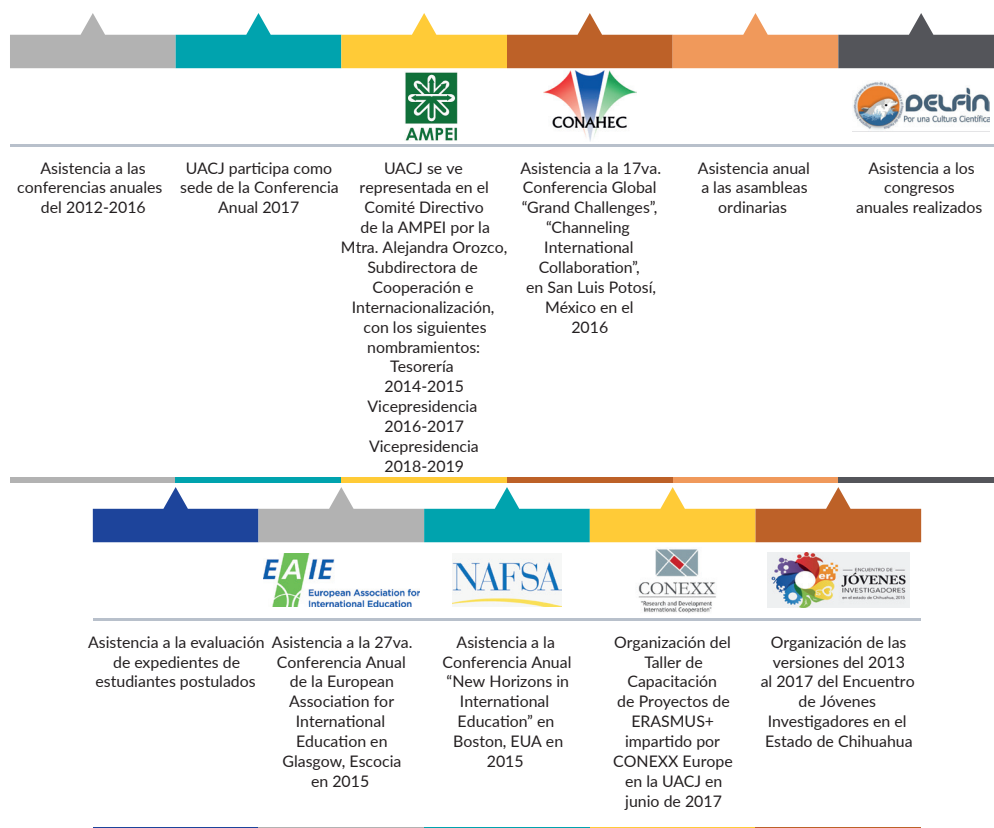 AMPEI
CONAHEC
DELFÍN
Por una Cultura Científica
Asistencia a las
conferencias anuales
del 2012-2016
UACJ participa como
sede de la Conferencia
Anual 2017
UACJ se ve
representada en el
Comité Directivo
de la AMPEI por la
Mtra. Alejandra Orozco,
Subdirectora de
Cooperación e
Internacionalización,
con los siguientes
nombramientos:
Tesorería
2014-2015
Vicepresidencia
2016-2017
Vicepresidencia
2018-2019
Asistencia a la 17va.
Conferencia Global
“Grand Challenges”,
“Channeling
International
Collaboration”,
en San Luis Potosí,
México en el
2016
Asistencia anual
a las asambleas
ordinarias
Asistencia a los
congresos
anuales realizados
EAIE
European Association for
International Education
NAFSA
CONEXX
"Research and Development
International Cooperation"
ENCUENTRO DE
JÓVENES
INVESTIGADORES
en el estado de Chihuahua, 2015
Asistencia a la evaluación
de expedientes de
estudiantes postulados
Asistencia a la 27va.
Conferencia Anual
de la European
Association for
International
Education en
Glasgow, Escocia
en 2015
Asistencia a la
Conferencia Anual
“New Horizons in
International
Education” en
Boston, EUA en
2015
Organización del
Taller de
Capacitación
de Proyectos de
ERASMUS+
impartido por
CONEXX Europe
en la UACJ en
junio de 2017
Organización de las
versiones del 2013
al 2017 del Encuentro
de Jóvenes
Investigadores en el
Estado de Chihuahua